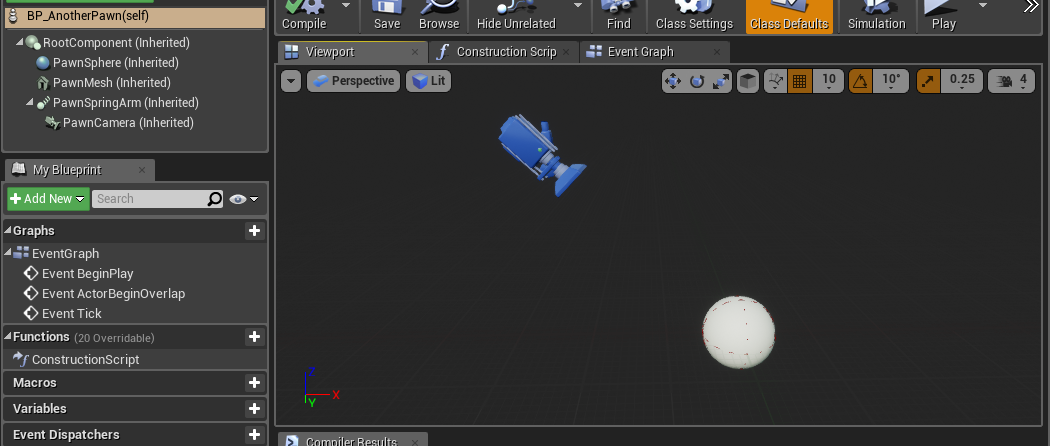 BP_AnotherPawn(self)
RootComponent (Inherited)
PawnSphere (Inherited)
PawnMesh (Inherited)
PawnSpringArm (Inherited)
PawnCamera (Inherited)
My Blueprint
Add New
Search
Graphs
EventGraph
Event BeginPlay
Event ActorBeginOverlap
Event Tick
Functions (20 Overridable)
ConstructionScript
Macros
Variables
Event Dispatchers
Compile Save Browse Hide Unrelated Find Class Settings Class Defaults Simulation Play
Viewport Construction Scrip Event Graph
Perspective Lit 10 10° 0.25 4
Z
X
Y
Compiler Results